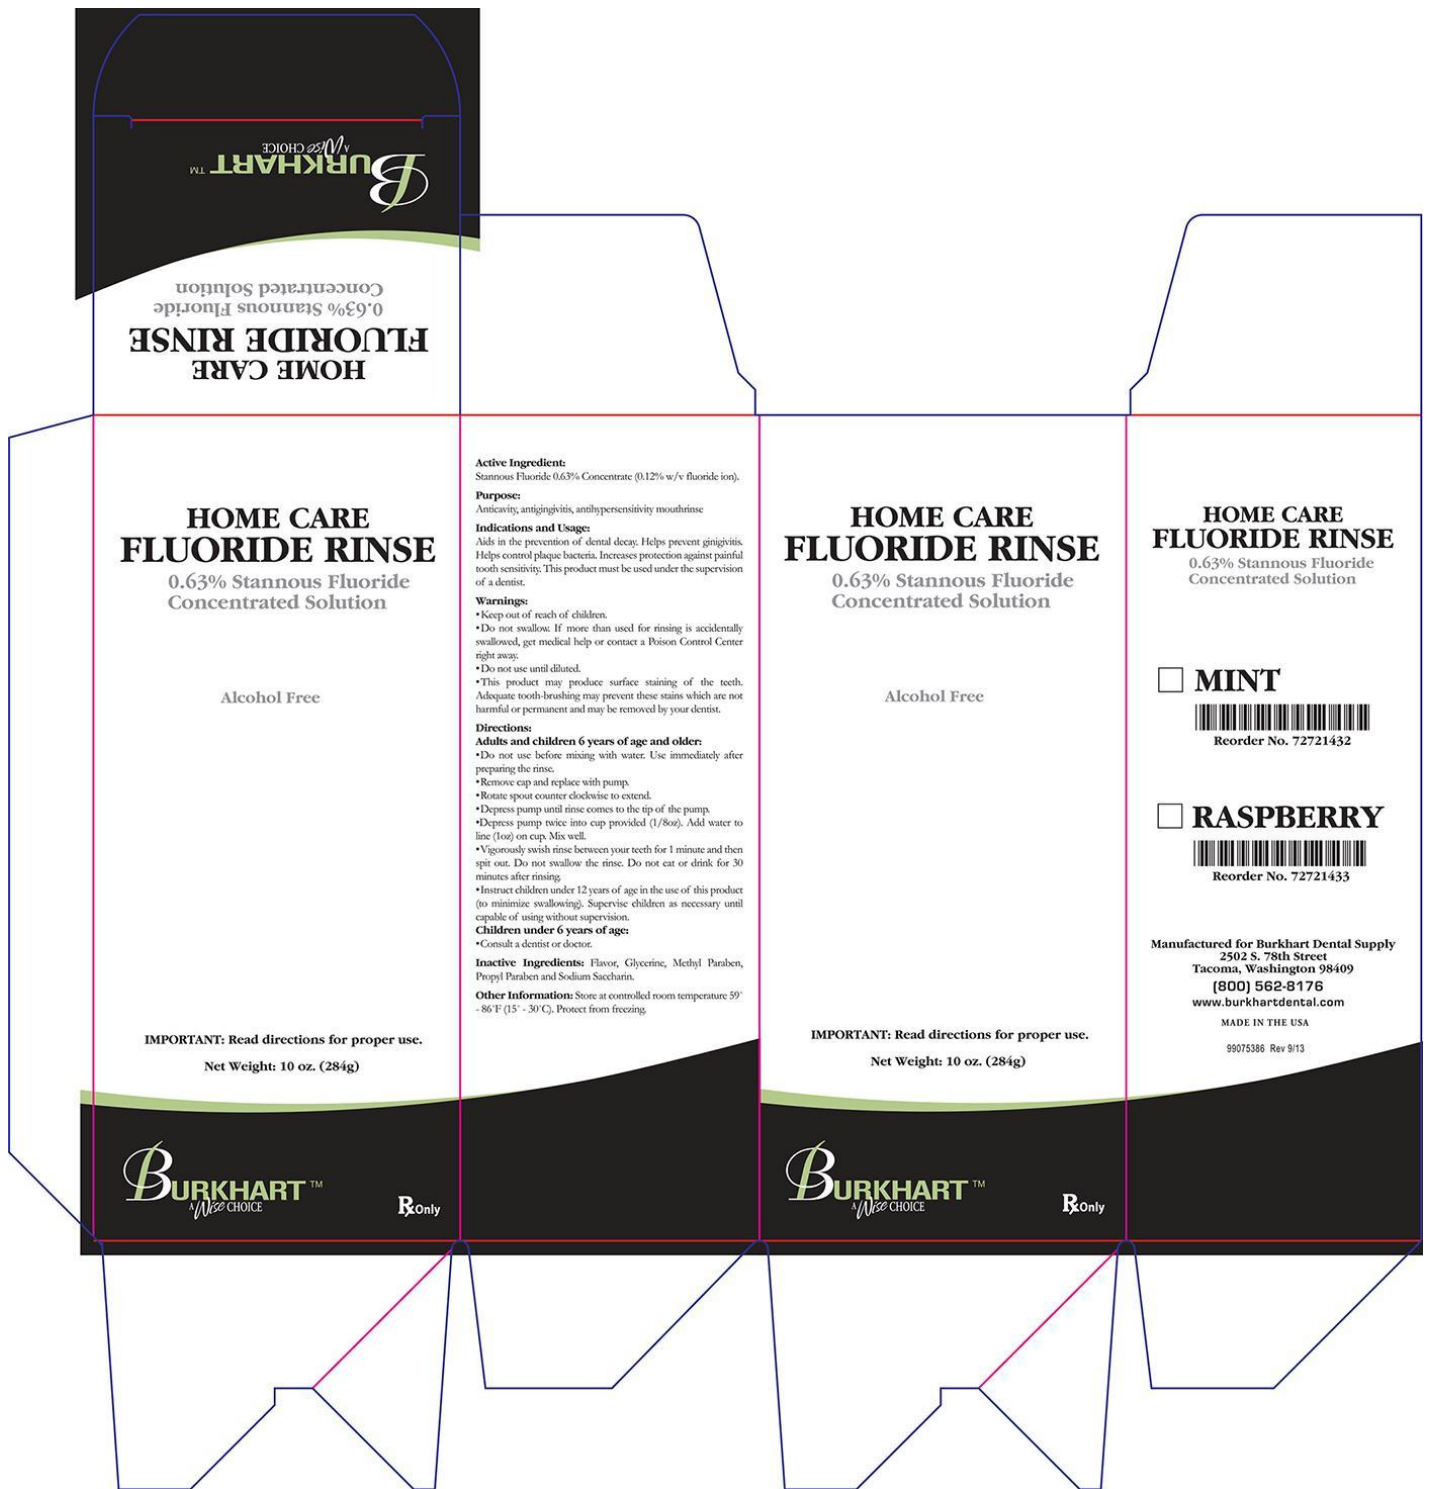 BURKHART™
A Wise CHOICE
HOME CARE
FLUORIDE RINSE
0.63% Stannous Fluoride
Concentrated Solution
HOME CARE
FLUORIDE RINSE
0.63% Stannous Fluoride
Concentrated Solution
Alcohol Free
IMPORTANT: Read directions for proper use.
Net Weight: 10 oz. (284g)
BURKHART™
A Wise CHOICE
Rx Only
Active Ingredient:
Stannous Fluoride 0.63% Concentrate (0.12% w/v fluoride ion).
Purpose:
Anticavity, antigingivitis, antihypersensitivity mouthrinse
Indications and Usage:
Aids in the prevention of dental decay. Helps prevent ginigivitis.
Helps control plaque bacteria. Increases protection against painful
tooth sensitivity. This product must be used under the supervision
of a dentist.
Warnings:
•Keep out of reach of children.
•Do not swallow. If more than used for rinsing is accidentally
swallowed, get medical help or contact a Poison Control Center
right away.
•Do not use until diluted.
•This product may produce surface staining of the teeth.
Adequate tooth-brushing may prevent these stains which are not
harmful or permanent and may be removed by your dentist.
Directions:
Adults and children 6 years of age and older:
•Do not use before mixing with water. Use immediately after
preparing the rinse.
•Remove cap and replace with pump.
•Rotate spout counter clockwise to extend.
•Depress pump until rinse comes to the tip of the pump.
•Depress pump twice into cup provided (1/8oz). Add water to
line (1oz) on cup. Mix well.
•Vigorously swish rinse between your teeth for 1 minute and then
spit out. Do not swallow the rinse. Do not eat or drink for 30
minutes after rinsing.
•Instruct children under 12 years of age in the use of this product
(to minimize swallowing). Supervise children as necessary until
capable of using without supervision.
Children under 6 years of age:
•Consult a dentist or doctor.
Inactive Ingredients: Flavor, Glycerine, Methyl Paraben,
Propyl Paraben and Sodium Saccharin.
Other Information: Store at controlled room temperature 59°
- 86°F (15° - 30°C). Protect from freezing.
HOME CARE
FLUORIDE RINSE
0.63% Stannous Fluoride
Concentrated Solution
Alcohol Free
IMPORTANT: Read directions for proper use.
Net Weight: 10 oz. (284g)
BURKHART™
A Wise CHOICE
Rx Only
HOME CARE
FLUORIDE RINSE
0.63% Stannous Fluoride
Concentrated Solution
MINT
Reorder No. 72721432
RASPBERRY
Reorder No. 72721433
Manufactured for Burkhart Dental Supply
2502 S. 78th Street
Tacoma, Washington 98409
(800) 562-8176
www.burkhartdental.com
MADE IN THE USA
99075386 Rev 9/13